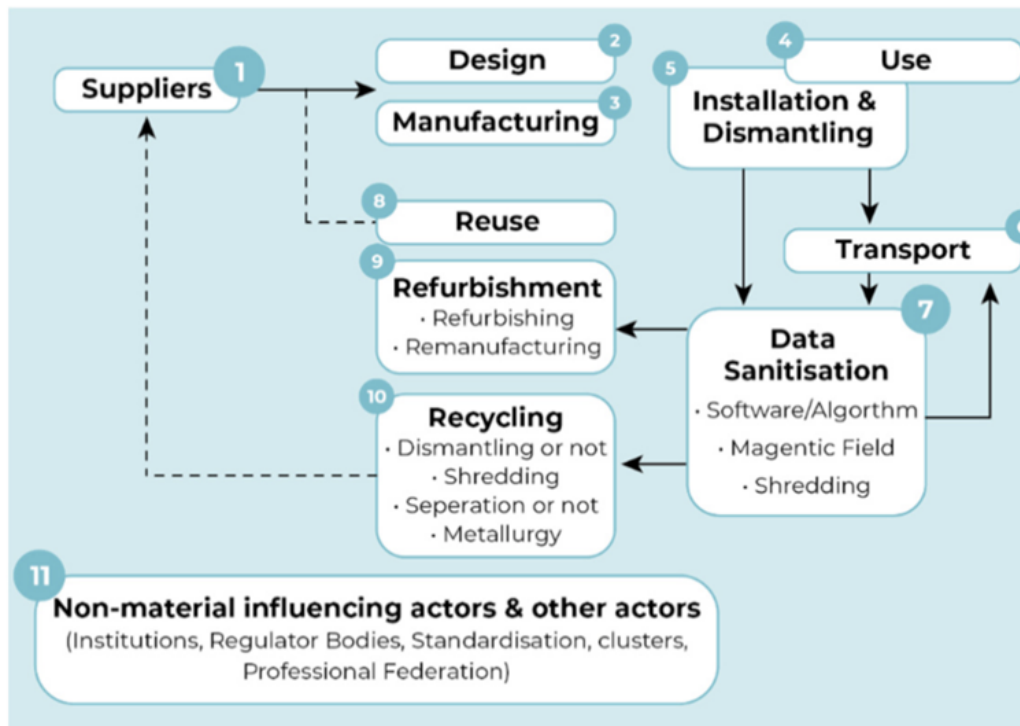 1
Suppliers
2
Design
3
Manufacturing
4
Use
5
Installation &
Dismantling
Transport
7
Data
Sanitisation
· Software/Algorthm
· Magentic Field
· Shredding
8
Reuse
9
Refurbishment
· Refurbishing
· Remanufacturing
10
Recycling
· Dismantling or not
· Shredding
· Seperation or not
· Metallurgy
11
Non-material influencing actors & other actors
(Institutions, Regulator Bodies, Standardisation, clusters,
Professional Federation)